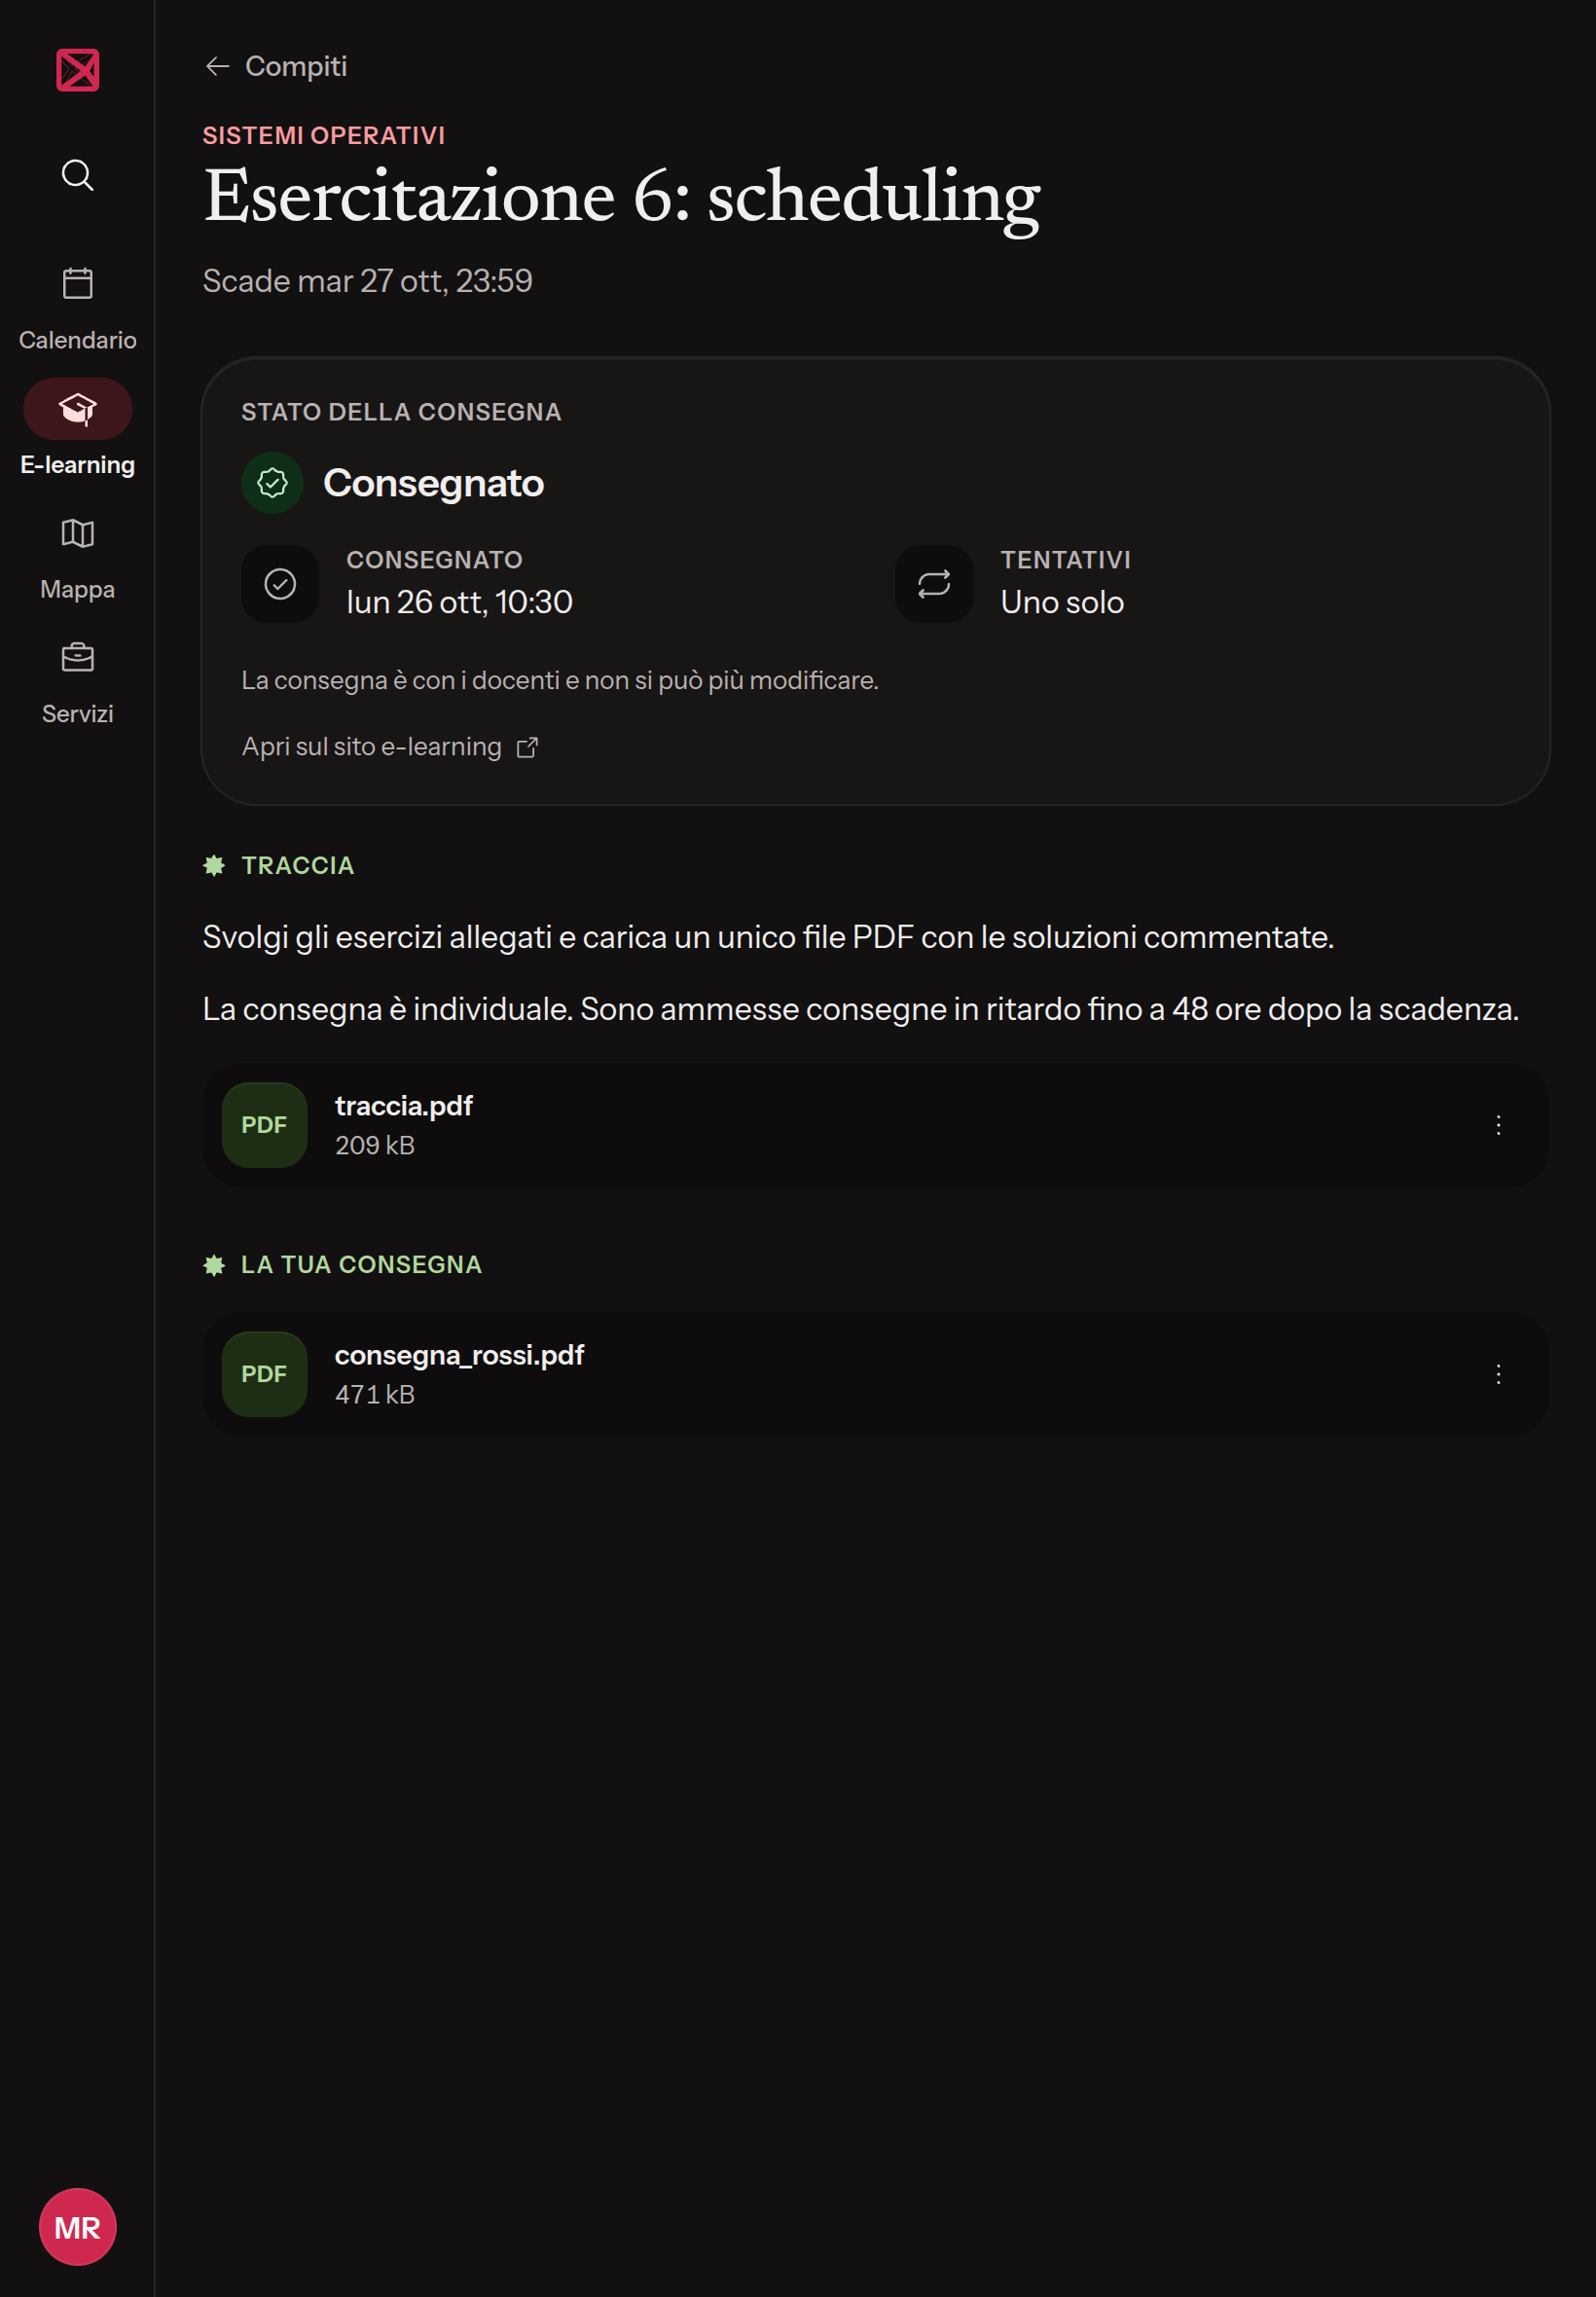 Compiti
SISTEMI OPERATIVI
Esercitazione 6: scheduling
Scade mar 27 ott, 23:59
Calendario
E-learning
Mappa
Servizi
STATO DELLA CONSEGNA
Consegnato
CONSEGNATO
lun 26 ott, 10:30
TENTATIVI
Uno solo
La consegna è con i docenti e non si può più modificare.
Apri sul sito e-learning
TRACCIA
Svolgi gli esercizi allegati e carica un unico file PDF con le soluzioni commentate.
La consegna è individuale. Sono ammesse consegne in ritardo fino a 48 ore dopo la scadenza.
PDF
traccia.pdf
209 kB
LA TUA CONSEGNA
PDF
consegna_rossi.pdf
471 kB
MR